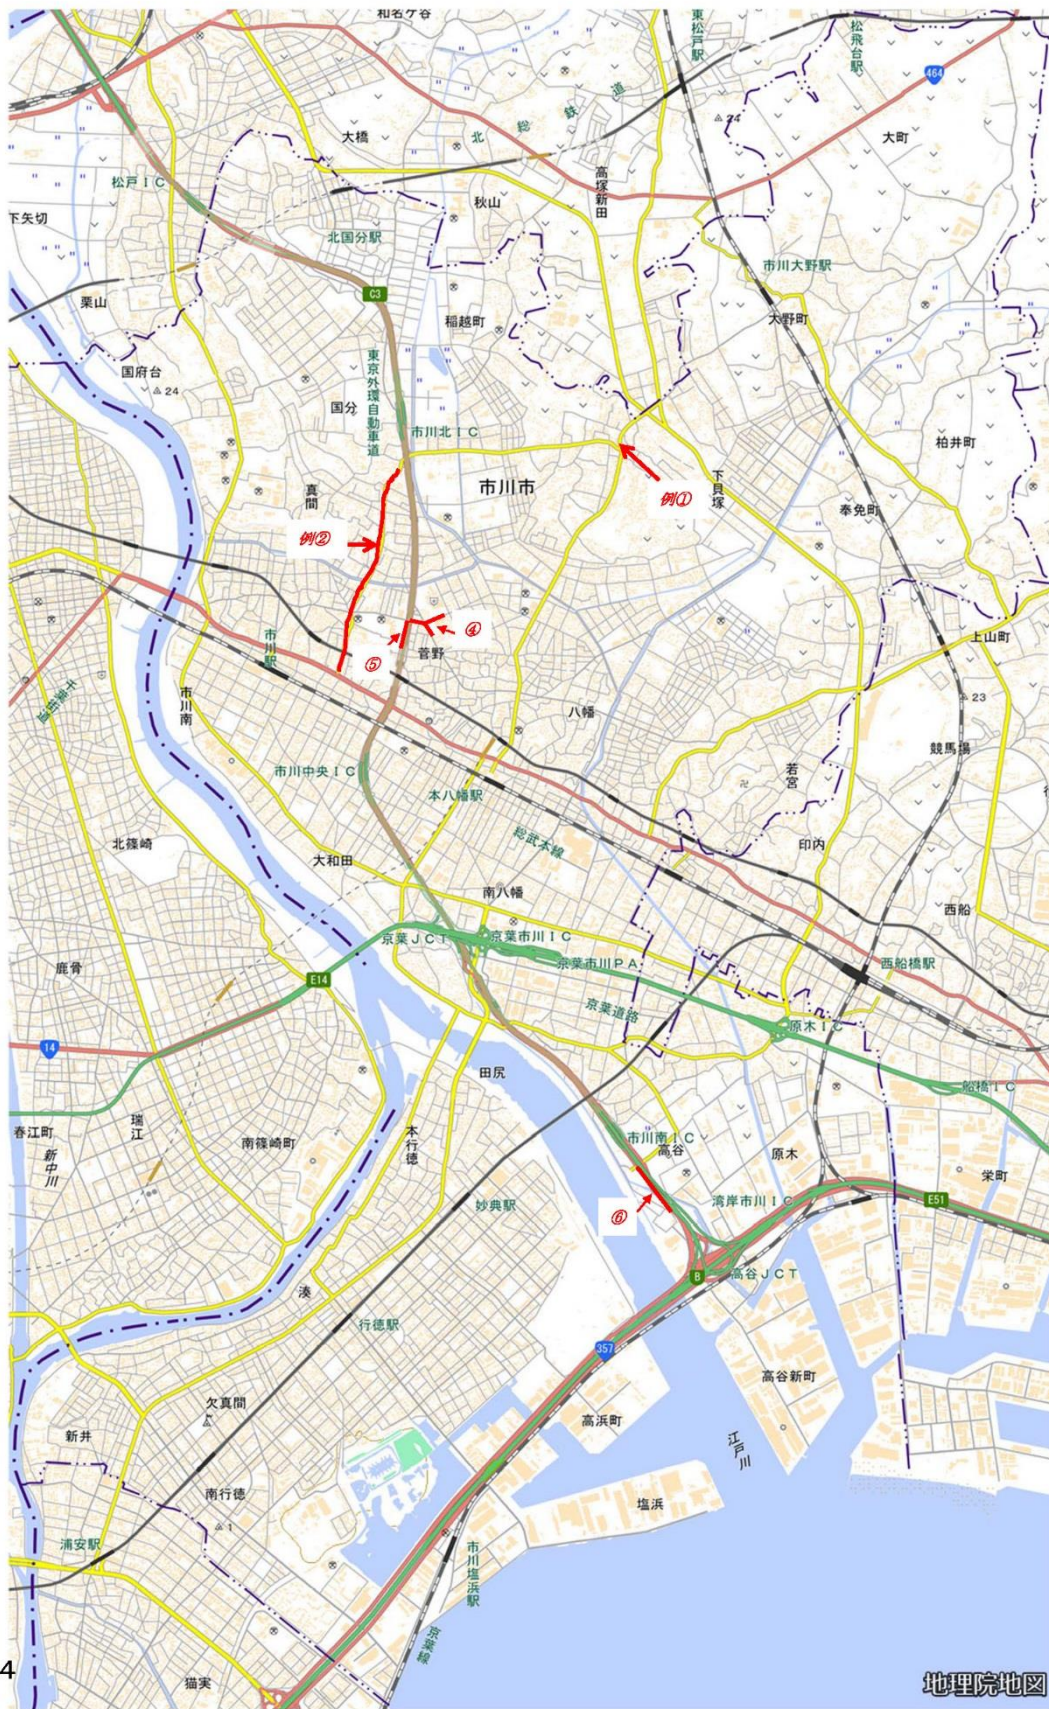 和名ケ谷
東松戸駅
松飛台駅
464
北総鉄道
24
大町
大橋
高塚新田
松戸IC
秋山
下矢切
北国分駅
市川大野駅
栗山
C3
稲越町
大野町
国府台
24
東京外環自動車道
国分
市川北IC
柏井町
市川市
下貝塚
真間
例①
奉免町
例②
市川駅
④
⑤
菅野
上山町
千葉街道
市川南
23
八幡
競馬場
市川中央IC
若宮
本八幡駅
北篠崎
総武本線
印内
大和田
南八幡
西船
京葉JCT
京葉市川IC
鹿骨
京葉市川PA
西船橋駅
E14
京葉道路
原木IC
14
田尻
船橋IC
春江町
瑞江
新中川
南篠崎町
本行徳
市川南IC
高谷
原木
栄町
妙典駅
湾岸市川IC
E51
⑥
B
高谷JCT
湊
行徳駅
357
高谷新町
欠真間
高浜町
新井
江戸川
南行徳
塩浜
1
浦安駅
市川塩浜駅
京葉線
猫実
4
地理院地図